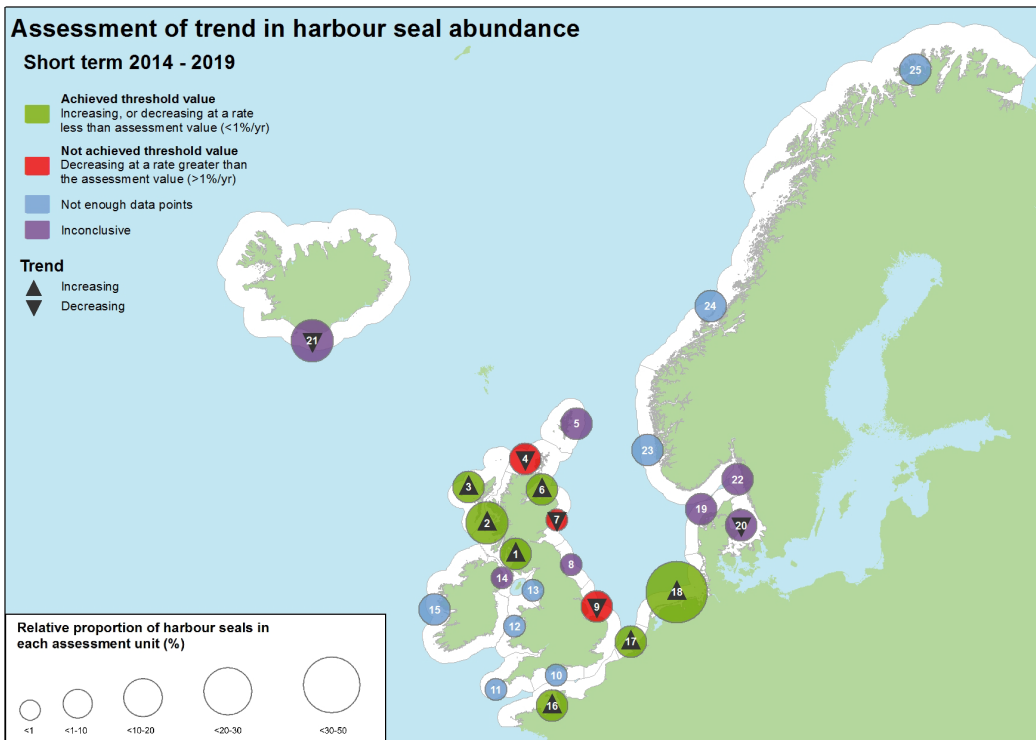 Assessment of trend in harbour seal abundance
Short term 2014 - 2019
Achieved threshold value
Increasing, or decreasing at a rate
less than assessment value (<1%/yr)
Not achieved threshold value
Decreasing at a rate greater than
the assessment value (>1%/yr)
Not enough data points
Inconclusive
Trend
Increasing
Decreasing
25
24
21
5
23
4
22
3
6
19
2
7
20
1
8
14
13
18
15
9
12
17
10
11
16
Relative proportion of harbour seals in
each assessment unit (%)
<1
<1-10
<10-20
<20-30
<30-50